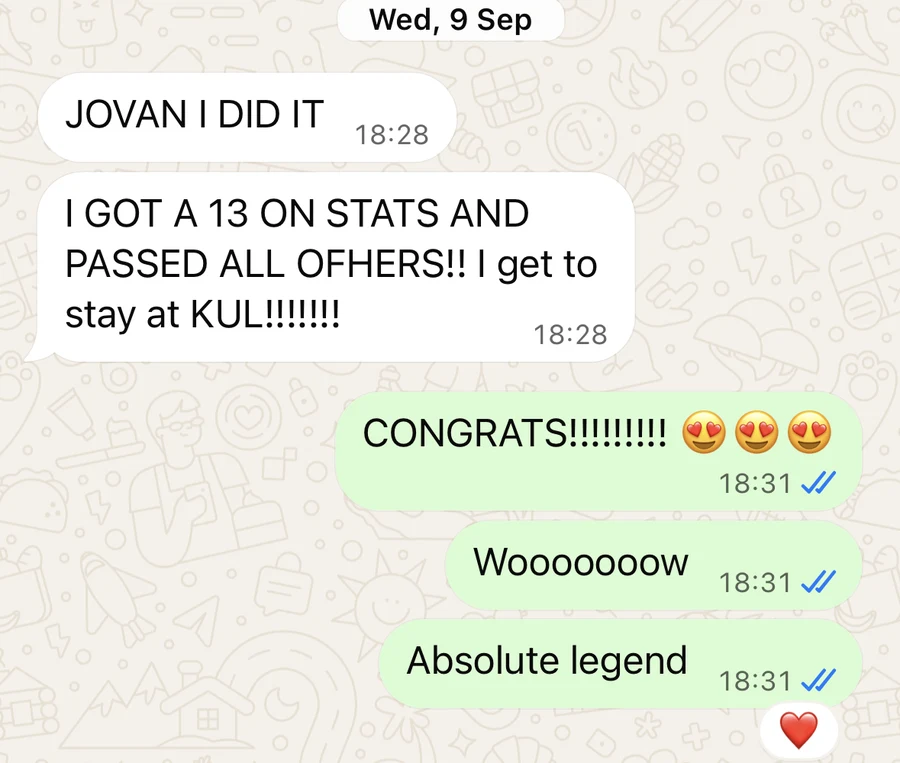 Wed, 9 Sep
JOVAN I DID IT
18:28
I GOT A 13 ON STATS AND
PASSED ALL OFHERS!! I get to
stay at KUL!!!!!!!
18:28
CONGRATS!!!!!!!!! 😍😍😍
18:31
Wooooooow
18:31
Absolute legend
18:31
❤️